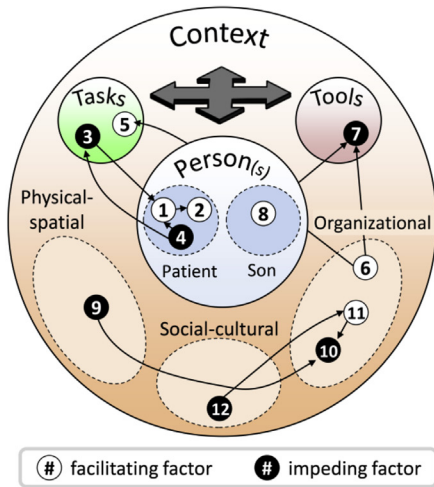 Context
Tasks
Tools
3
5
7
Person(s)
1
2
8
4
Physical-
spatial
Organizational
Patient
Son
6
9
11
Social-cultural
10
12
# facilitating factor
# impeding factor